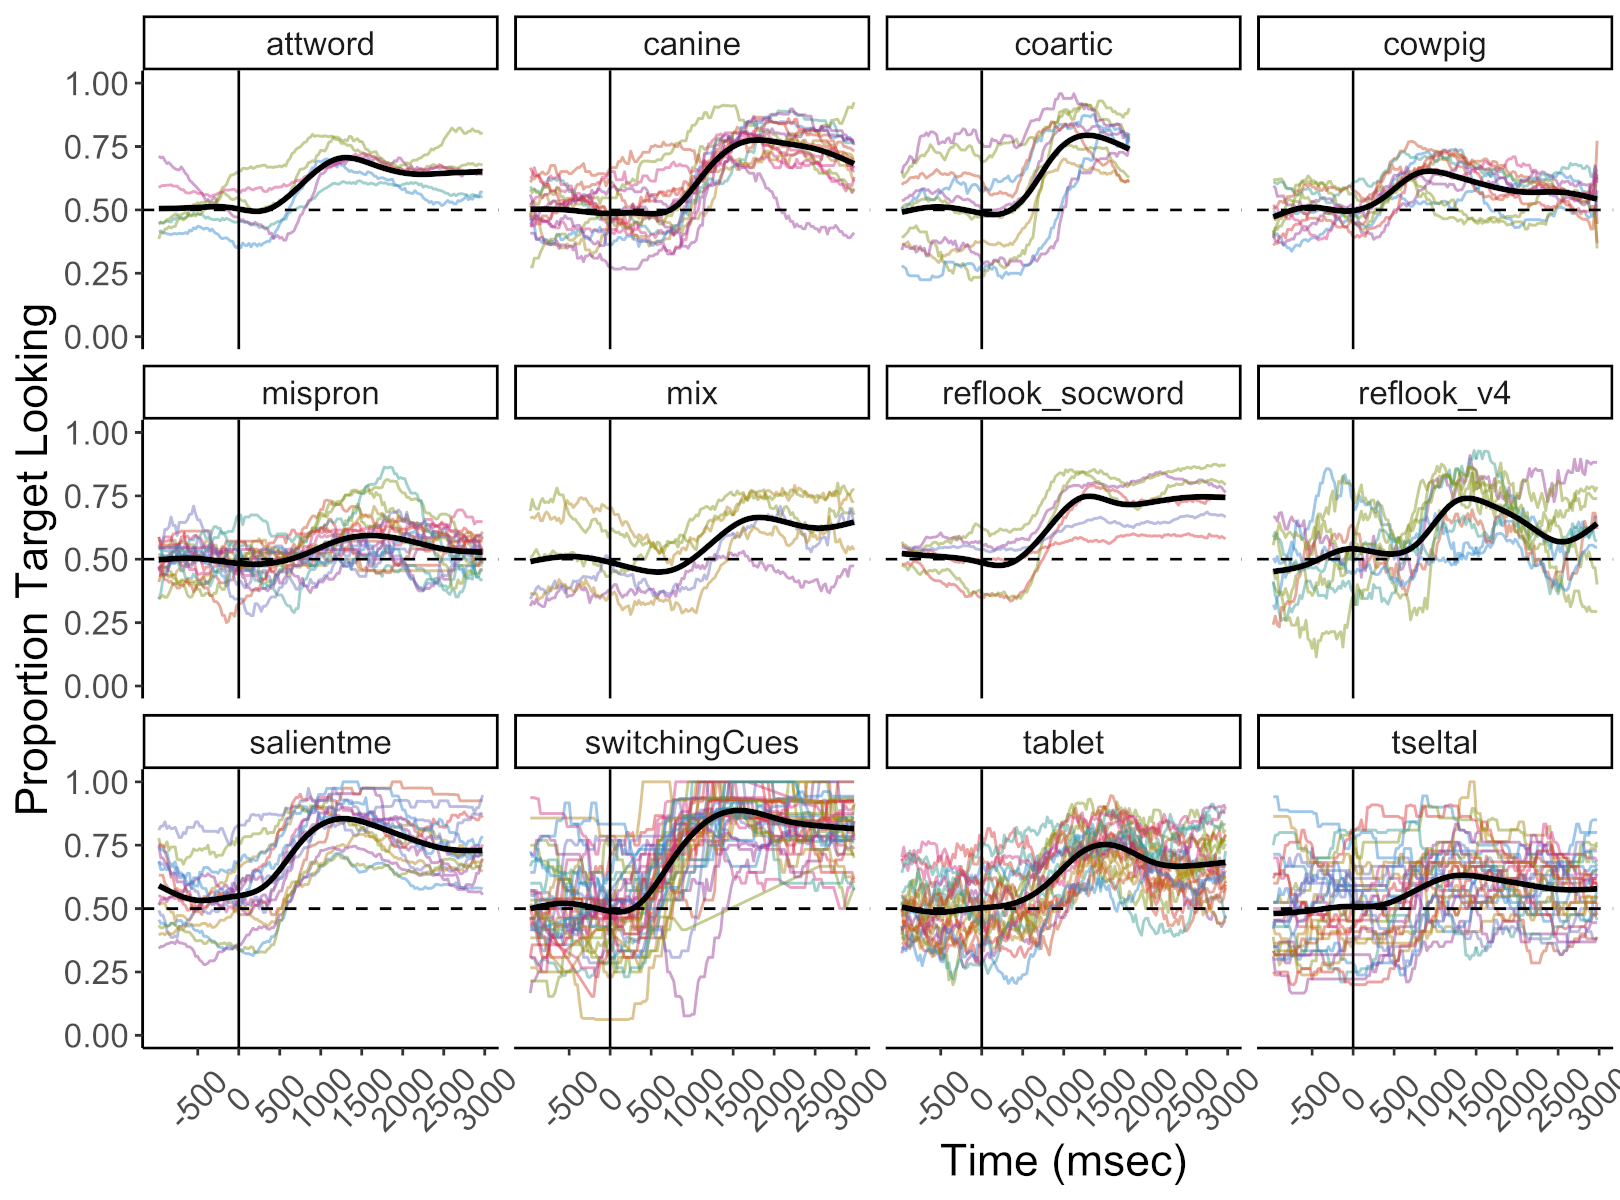 attword canine coartic cowpig
1.00
0.75
0.50
0.25
0.00
mispron mix reflook_socword reflook_v4
1.00
0.75
0.50
0.25
0.00
salientme switchingCues tablet tseltal
1.00
0.75
0.50
0.25
0.00
-500 0 500 1000 1500 2000 2500 3000 -500 0 500 1000 1500 2000 2500 3000 -500 0 500 1000 1500 2000 2500 3000 -500 0 500 1000 1500 2000 2500 3000
Time (msec)
Proportion Target Looking